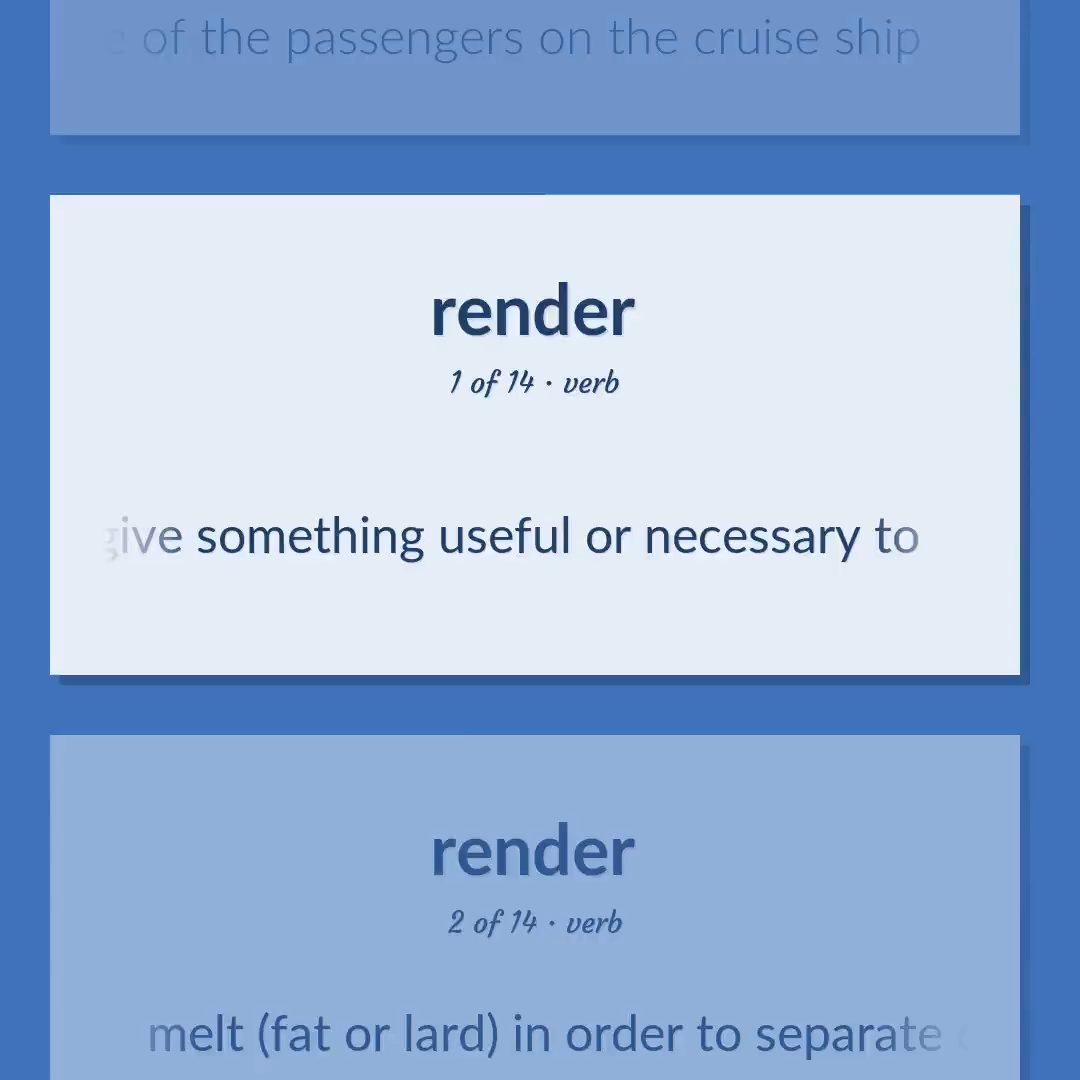 of the passengers on the cruise ship
render
1 of 14 · verb
give something useful or necessary to
render
2 of 14 · verb
melt (fat or lard) in order to separate